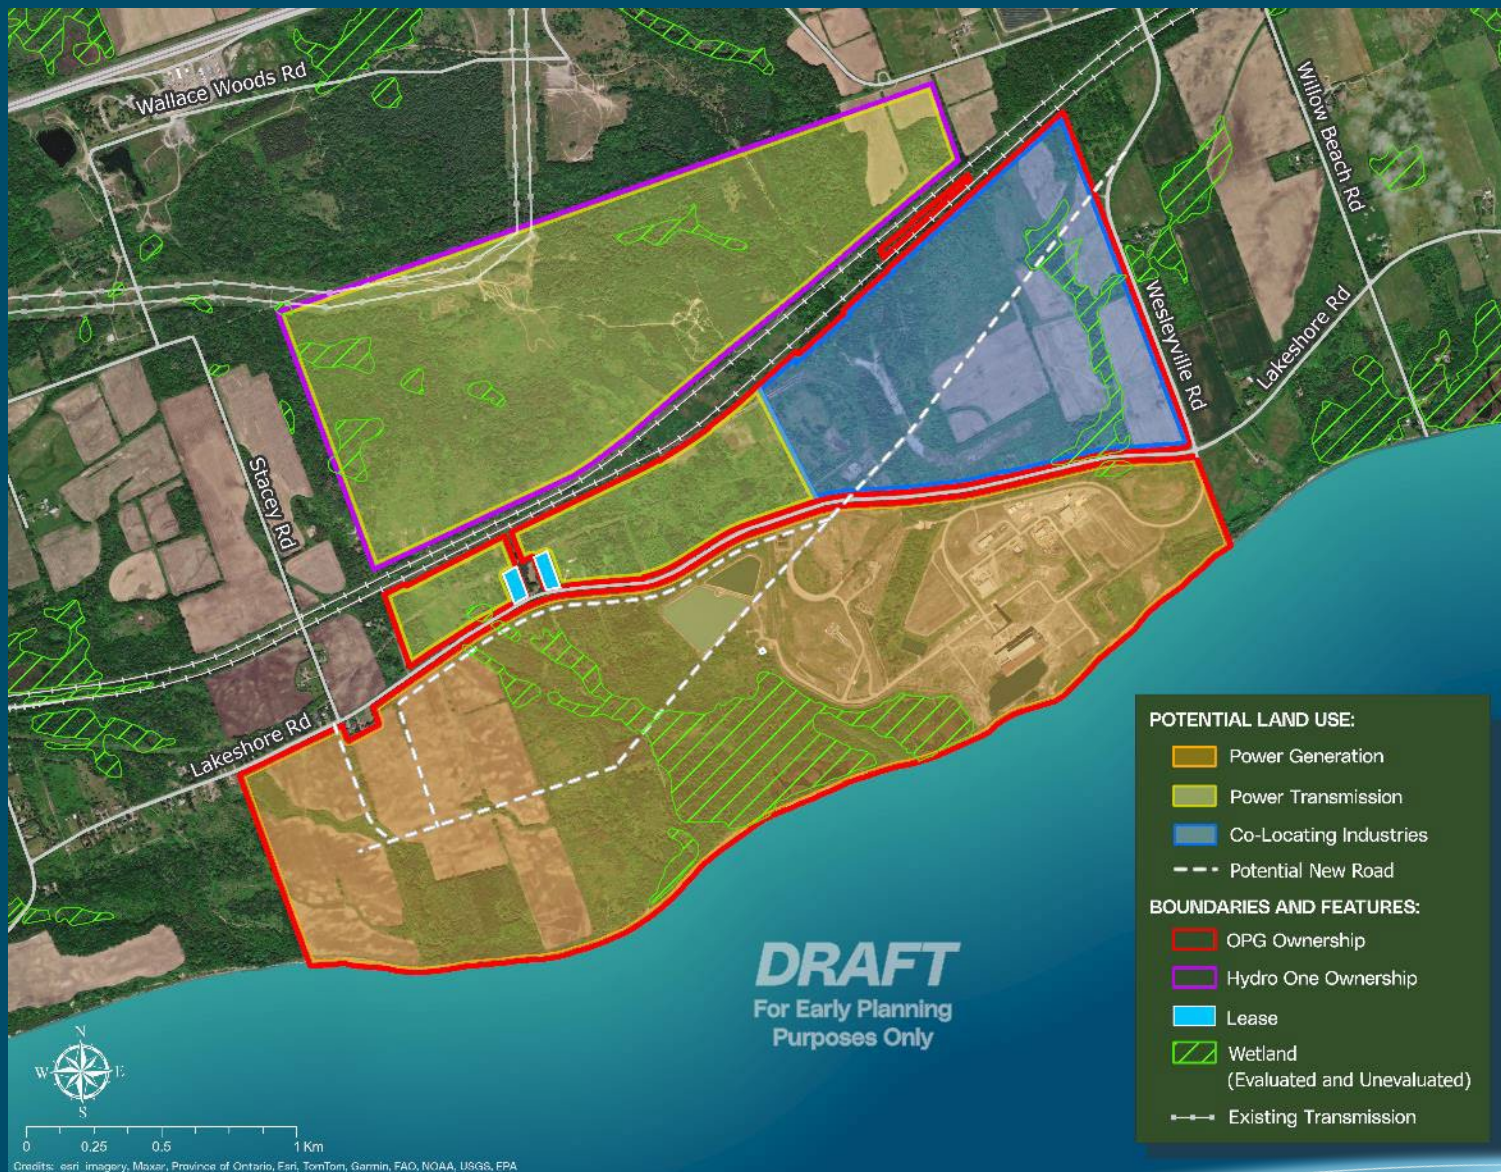 Wallace Woods Rd
Willow Beach Rd
Wesleyville Rd
Lakeshore Rd
Stacey Rd
Lakeshore Rd
POTENTIAL LAND USE:
Power Generation
Power Transmission
Co-Locating Industries
Potential New Road
BOUNDARIES AND FEATURES:
OPG Ownership
Hydro One Ownership
Lease
Wetland
(Evaluated and Unevaluated)
Existing Transmission
DRAFT
For Early Planning
Purposes Only
N
W E
S
0 0.25 0.5 1 Km
Credits: esri imagery, Maxar, Province of Ontario, Esri, TomTom, Garmin, FAO, NOAA, USGS, EPA